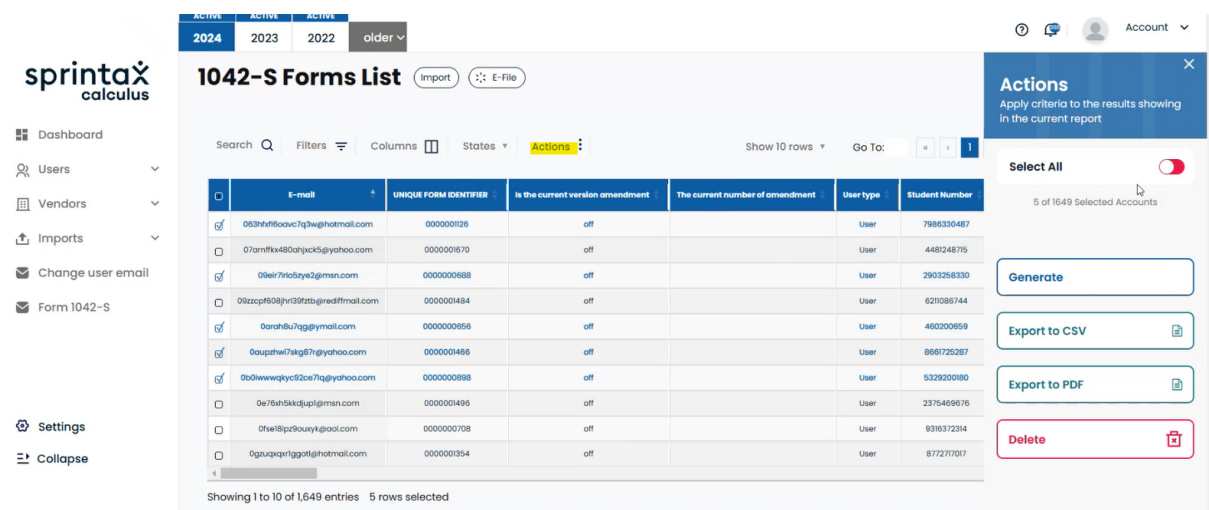 ACTIVE ACTIVE ACTIVE
2024 2023 2022 older
Account
sprintax
calculus
Dashboard
Users
Vendors
Imports
Change user email
Form 1042-S
Settings
Collapse
1042-S Forms List Import E-File
Search Filters Columns States Actions Show 10 rows Go To: « ‹ 1
E-mail UNIQUE FORM IDENTIFIER Is the current version amendment The current number of amendment User type Student Number
063hfxfi6oavc7q3w@hotmail.com 0000001126 off User 7986330487
07arnffkx480ahjxck5@yahoo.com 0000001670 off User 4481248715
09eir7lrlo5zye2@msn.com 0000000688 off User 2903258330
09zzcpf608jhrl39fztb@rediffmail.com 0000001484 off User 6211086744
0arah8u7qg@ymail.com 0000000656 off User 460200659
0aupzhwi7skg87r@yahoo.com 0000001466 off User 8661725287
0b0iwwwqkyc92ce71q@yahoo.com 0000000898 off User 5329200180
0e76xh5kkdjupl@msn.com 0000001496 off User 2375469676
0fse18ipz9ouxyk@aol.com 0000000708 off User 9316372314
0gzuqxqxr1ggotl@hotmail.com 0000001354 off User 8772717017
Showing 1 to 10 of 1,649 entries 5 rows selected
Actions
Apply criteria to the results showing
in the current report
Select All
5 of 1649 Selected Accounts
Generate
Export to CSV
Export to PDF
Delete